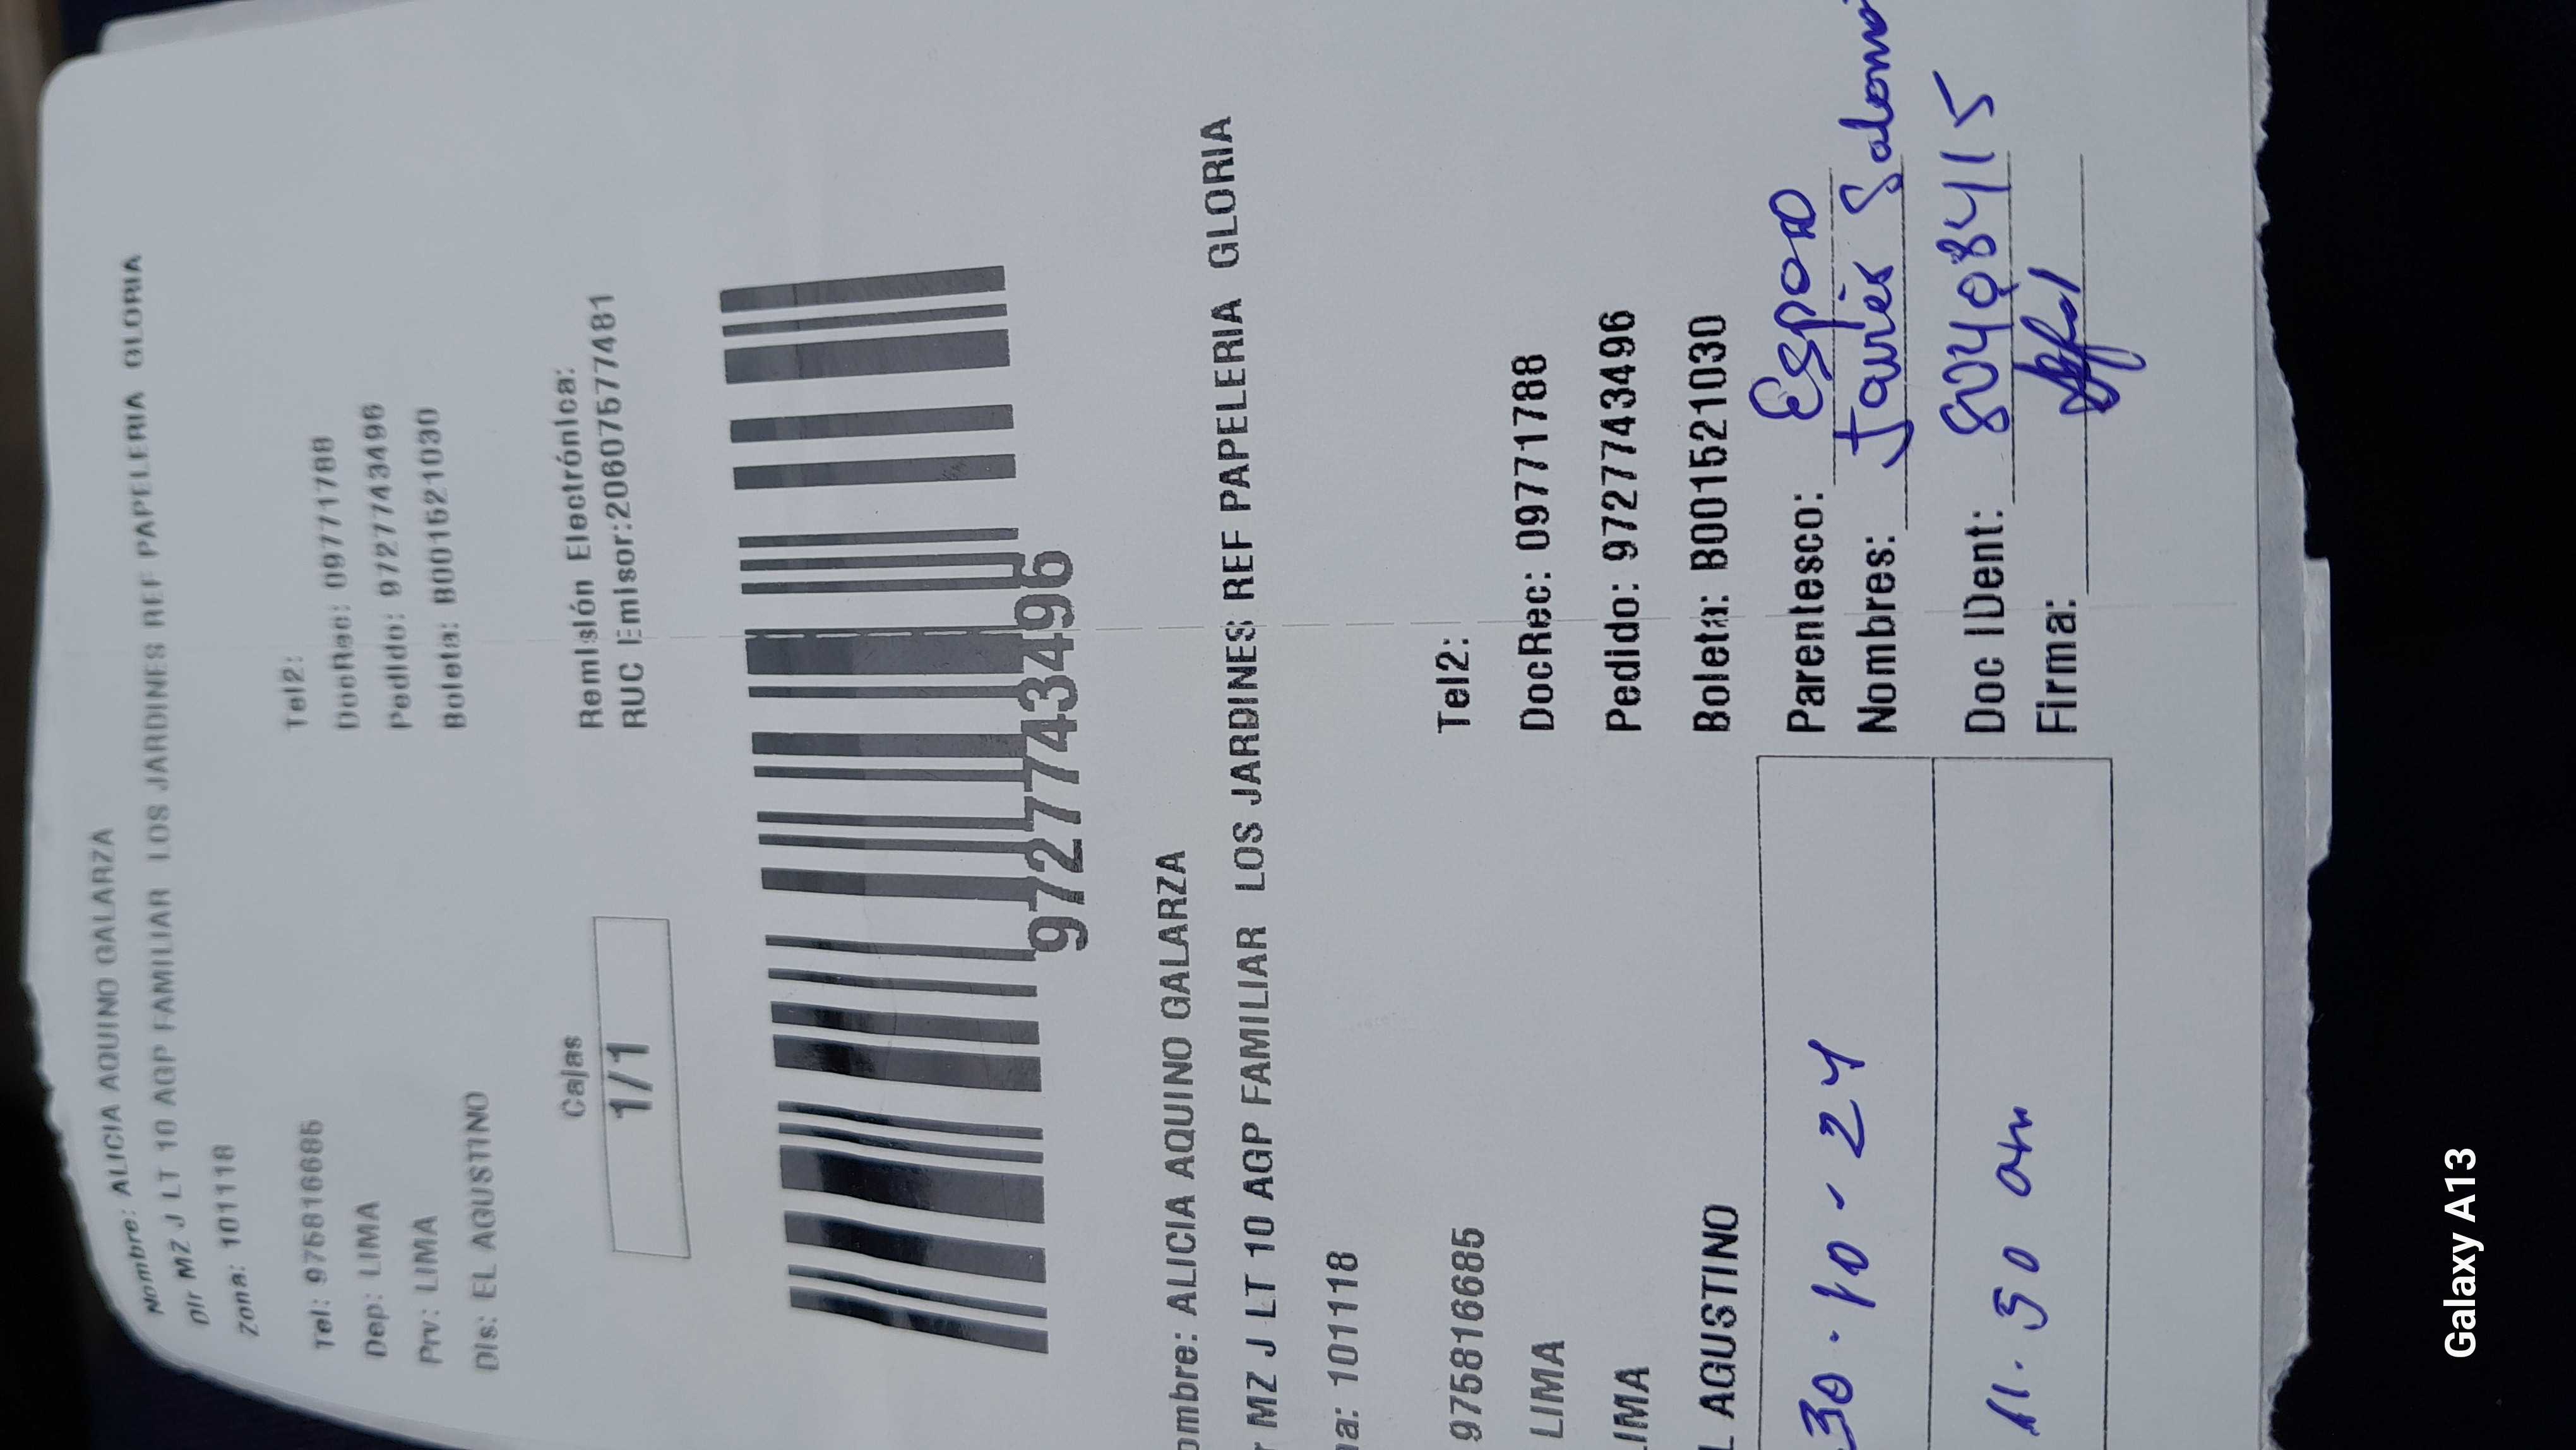 Nombre: ALICIA AQUINO GALARZA
Dir MZ J LT 10 AGP FAMILIAR LOS JARDINES REF PAPELERIA GLORIA
Zona: 101118
Tel: 975816685 Tel2:
Dep: LIMA DocRec: 09771788
Prv: LIMA Pedido: 972774 3496
Dis: EL AGUSTINO Boleta: B001521030
Cajas Remisión Electrónica:
1/1 RUC Emisor:20607577481
9727743496
ombre: ALICIA AQUINO GALARZA
r MZ J LT 10 AGP FAMILIAR LOS JARDINES REF PAPELERIA GLORIA
na: 101118
975816685 Tel2:
LIMA DocRec: 09771788
IMA Pedido: 9727743496
L AGUSTINO Boleta: B001521030
30.10-24 Parentesco: Esposo
Nombres: Javier
11.50 am Doc IDent: 80408415
Firma:
Galaxy A13